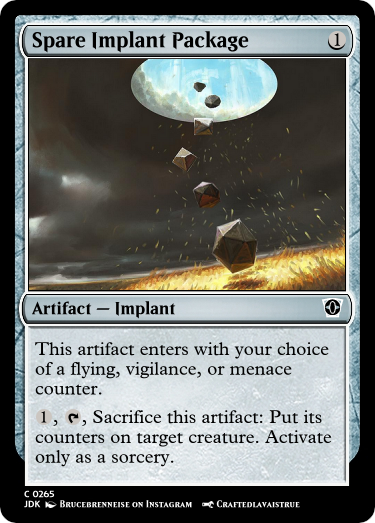 Spare Implant Package 1
Artifact — Implant
This artifact enters with your choice
of a flying, vigilance, or menace
counter.
1, , Sacrifice this artifact: Put its
counters on target creature. Activate
only as a sorcery.
C 0265
JDK Brucebrenneise on Instagram Craftedlavaistrue